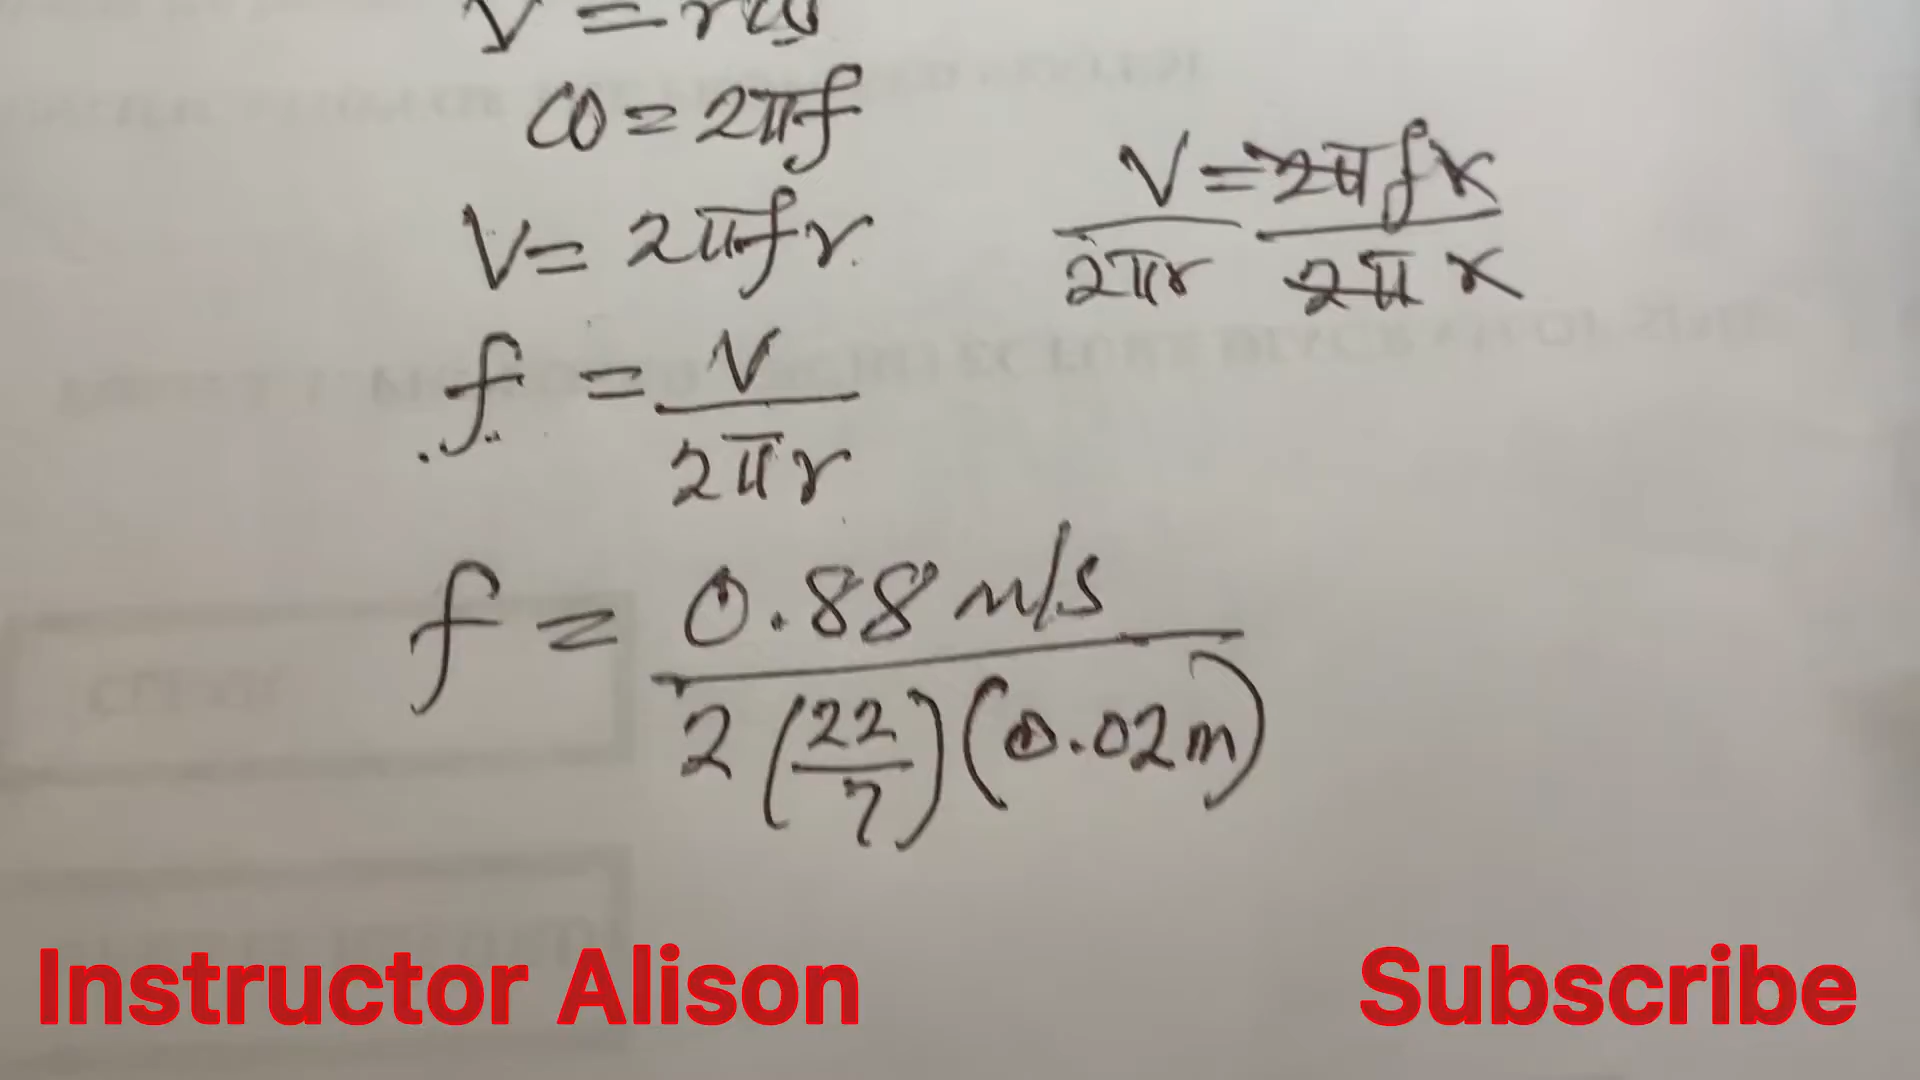 V = rω
ω = 2πf
V = 2πfr
f = V / 2πr
V / 2πr = 2πfr / 2πr
f = 0.88 m/s / 2 (22/7) (0.02m)
Instructor Alison
Subscribe